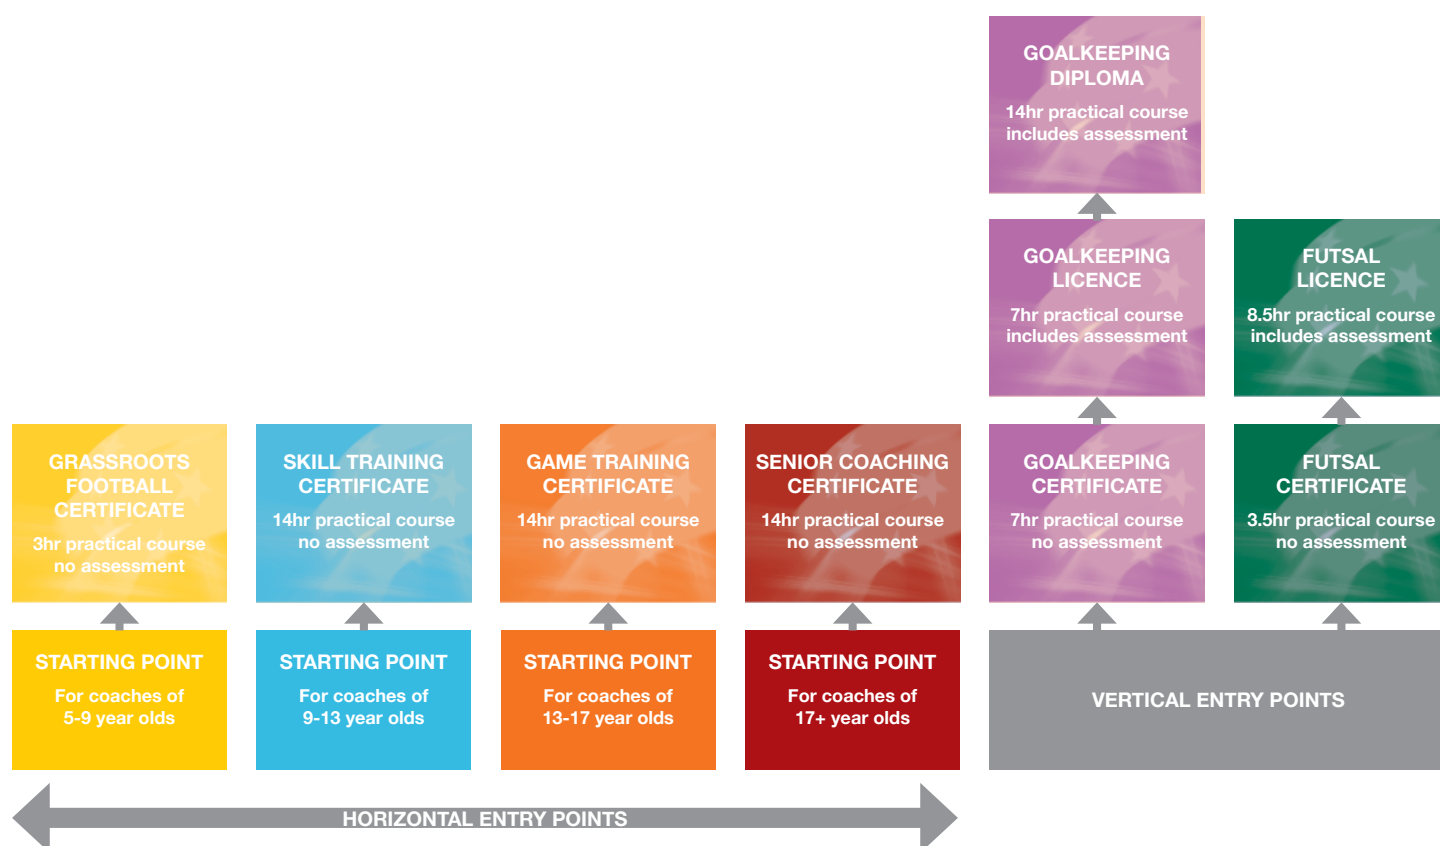 GOALKEEPING
DIPLOMA
14hr practical course
includes assessment
GOALKEEPING
LICENCE
7hr practical course
includes assessment
FUTSAL
LICENCE
8.5hr practical course
includes assessment
GRASSROOTS
FOOTBALL
CERTIFICATE
3hr practical course
no assessment
SKILL TRAINING
CERTIFICATE
14hr practical course
no assessment
GAME TRAINING
CERTIFICATE
14hr practical course
no assessment
SENIOR COACHING
CERTIFICATE
14hr practical course
no assessment
GOALKEEPING
CERTIFICATE
7hr practical course
no assessment
FUTSAL
CERTIFICATE
3.5hr practical course
no assessment
STARTING POINT
For coaches of
5-9 year olds
STARTING POINT
For coaches of
9-13 year olds
STARTING POINT
For coaches of
13-17 year olds
STARTING POINT
For coaches of
17+ year olds
VERTICAL ENTRY POINTS
HORIZONTAL ENTRY POINTS